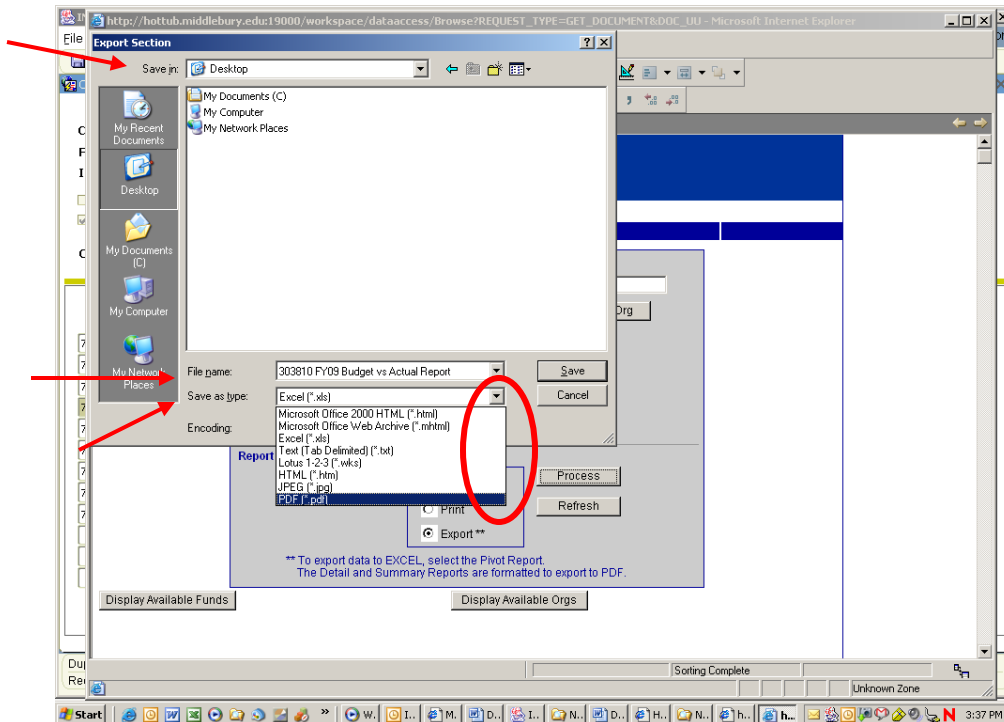 http://hottub.middlebury.edu:19000/workspace/dataaccess/Browse?REQUEST_TYPE=GET_DOCUMENT&DOC_UU - Microsoft Internet Explorer
File
Export Section
Save in:
Desktop
My Documents (C)
My Computer
My Network Places
My Recent
Documents
Desktop
My Documents
(C)
My Computer
My Network
Places
File name:
303810 FY09 Budget vs Actual Report
Save
Save as type:
Excel (*.xls)
Cancel
Encoding:
Microsoft Office 2000 HTML (*.html)
Microsoft Office Web Archive (*.mhtml)
Excel (*.xls)
Text (Tab Delimited) (*.txt)
Lotus 1-2-3 (*.wks)
HTML (*.htm)
JPEG (*.jpg)
PDF (*.pdf)
Org
Report
Process
Print
Refresh
Export **
** To export data to EXCEL, select the Pivot Report.
The Detail and Summary Reports are formatted to export to PDF.
Display Available Funds
Display Available Orgs
Sorting Complete
Unknown Zone
Start
W..
I..
M..
D..
I..
N..
D..
H..
N..
h..
h...
3:37 PM